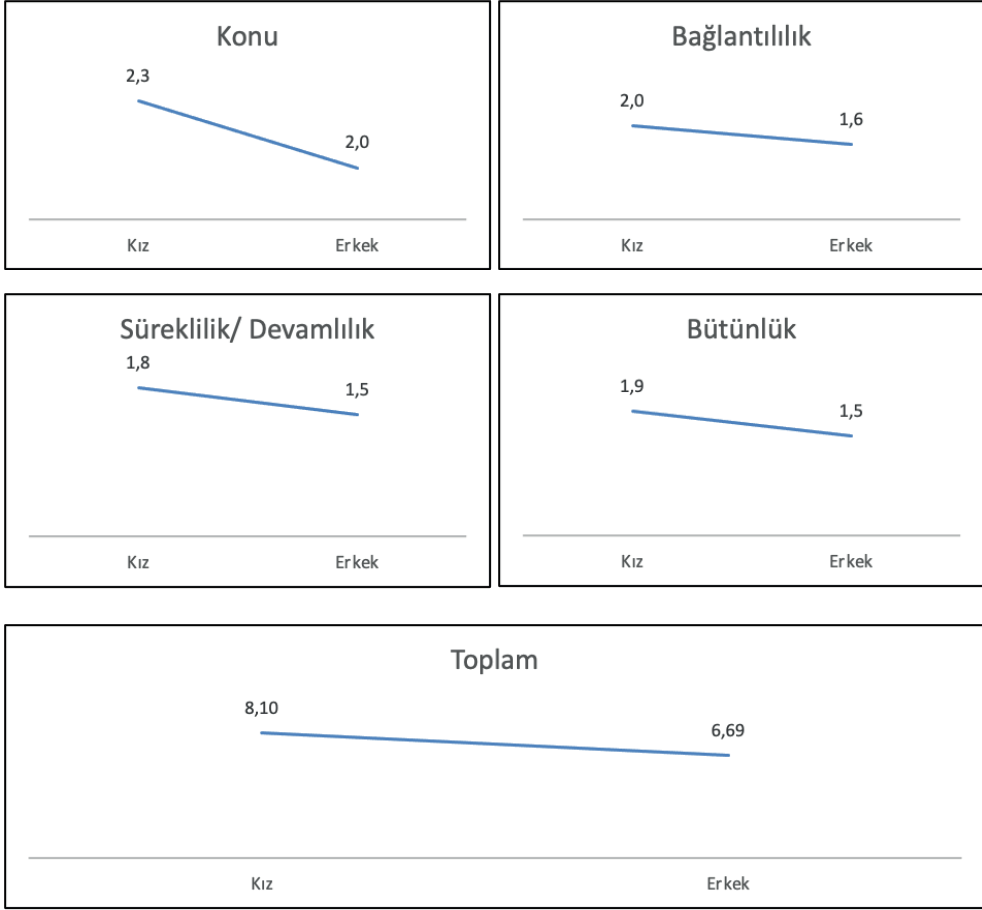 Konu
2,3
2,0
Kız
Erkek
Bağlantılılık
2,0
1,6
Kız
Erkek
Süreklilik/ Devamlılık
1,8
1,5
Kız
Erkek
Bütünlük
1,9
1,5
Kız
Erkek
Toplam
8,10
6,69
Kız
Erkek